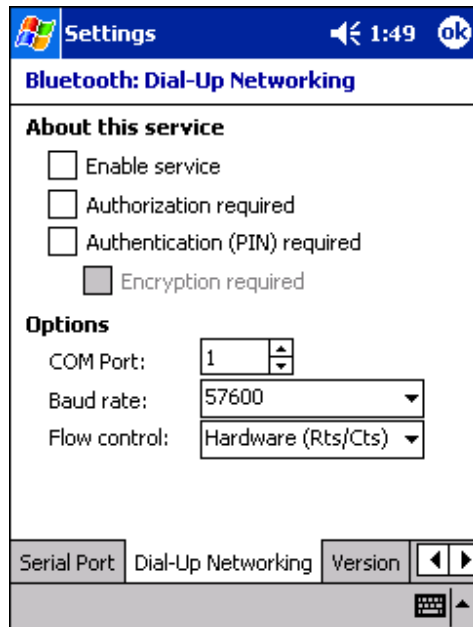 Settings 1:49 ok
Bluetooth: Dial-Up Networking
About this service
Enable service
Authorization required
Authentication (PIN) required
Encryption required
Options
COM Port: 1
Baud rate: 57600
Flow control: Hardware (Rts/Cts)
Serial Port Dial-Up Networking Version